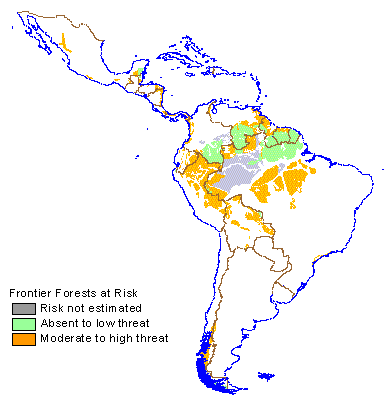 Frontier Forests at Risk
Risk not estimated
Absent to low threat
Moderate to high threat